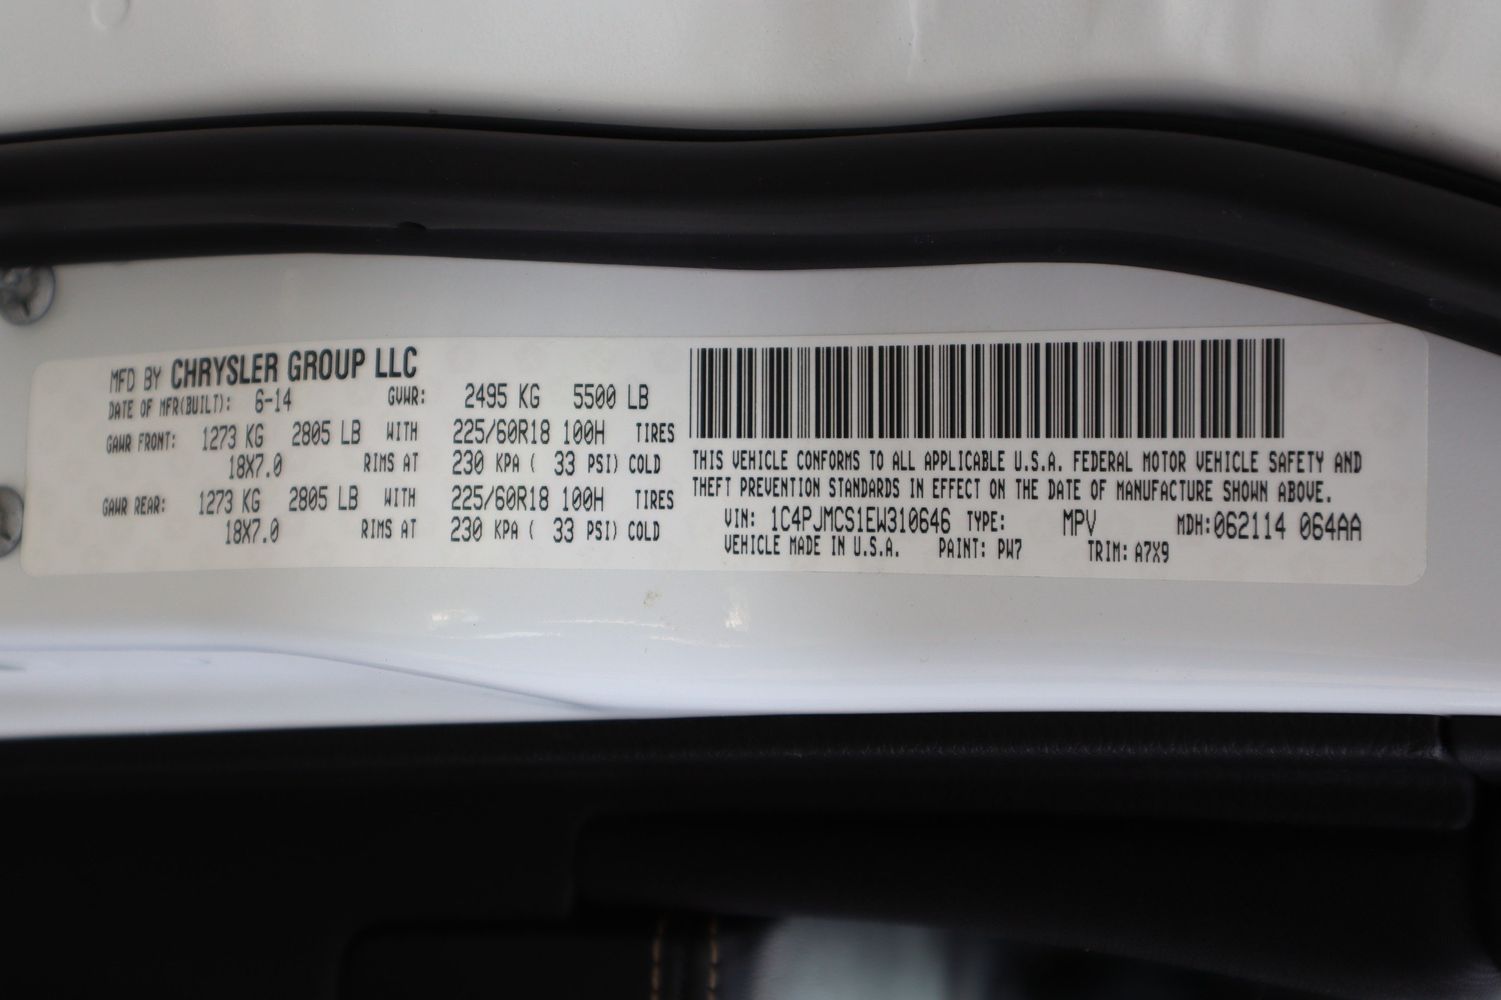 MFD BY CHRYSLER GROUP LLC
DATE OF MFR(BUILT): 6-14 GVWR: 2495 KG 5500 LB
GAWR FRONT: 1273 KG 2805 LB WITH 225/60R18 100H TIRES
18X7.0 RIMS AT 230 KPA ( 33 PSI) COLD
GAWR REAR: 1273 KG 2805 LB WITH 225/60R18 100H TIRES
18X7.0 RIMS AT 230 KPA ( 33 PSI) COLD
THIS VEHICLE CONFORMS TO ALL APPLICABLE U.S.A. FEDERAL MOTOR VEHICLE SAFETY AND
THEFT PREVENTION STANDARDS IN EFFECT ON THE DATE OF MANUFACTURE SHOWN ABOVE.
VIN: 1C4PJMCS1EW310646 TYPE: MPV MDH:062114 064AA
VEHICLE MADE IN U.S.A. PAINT: PW7 TRIM: A7X9